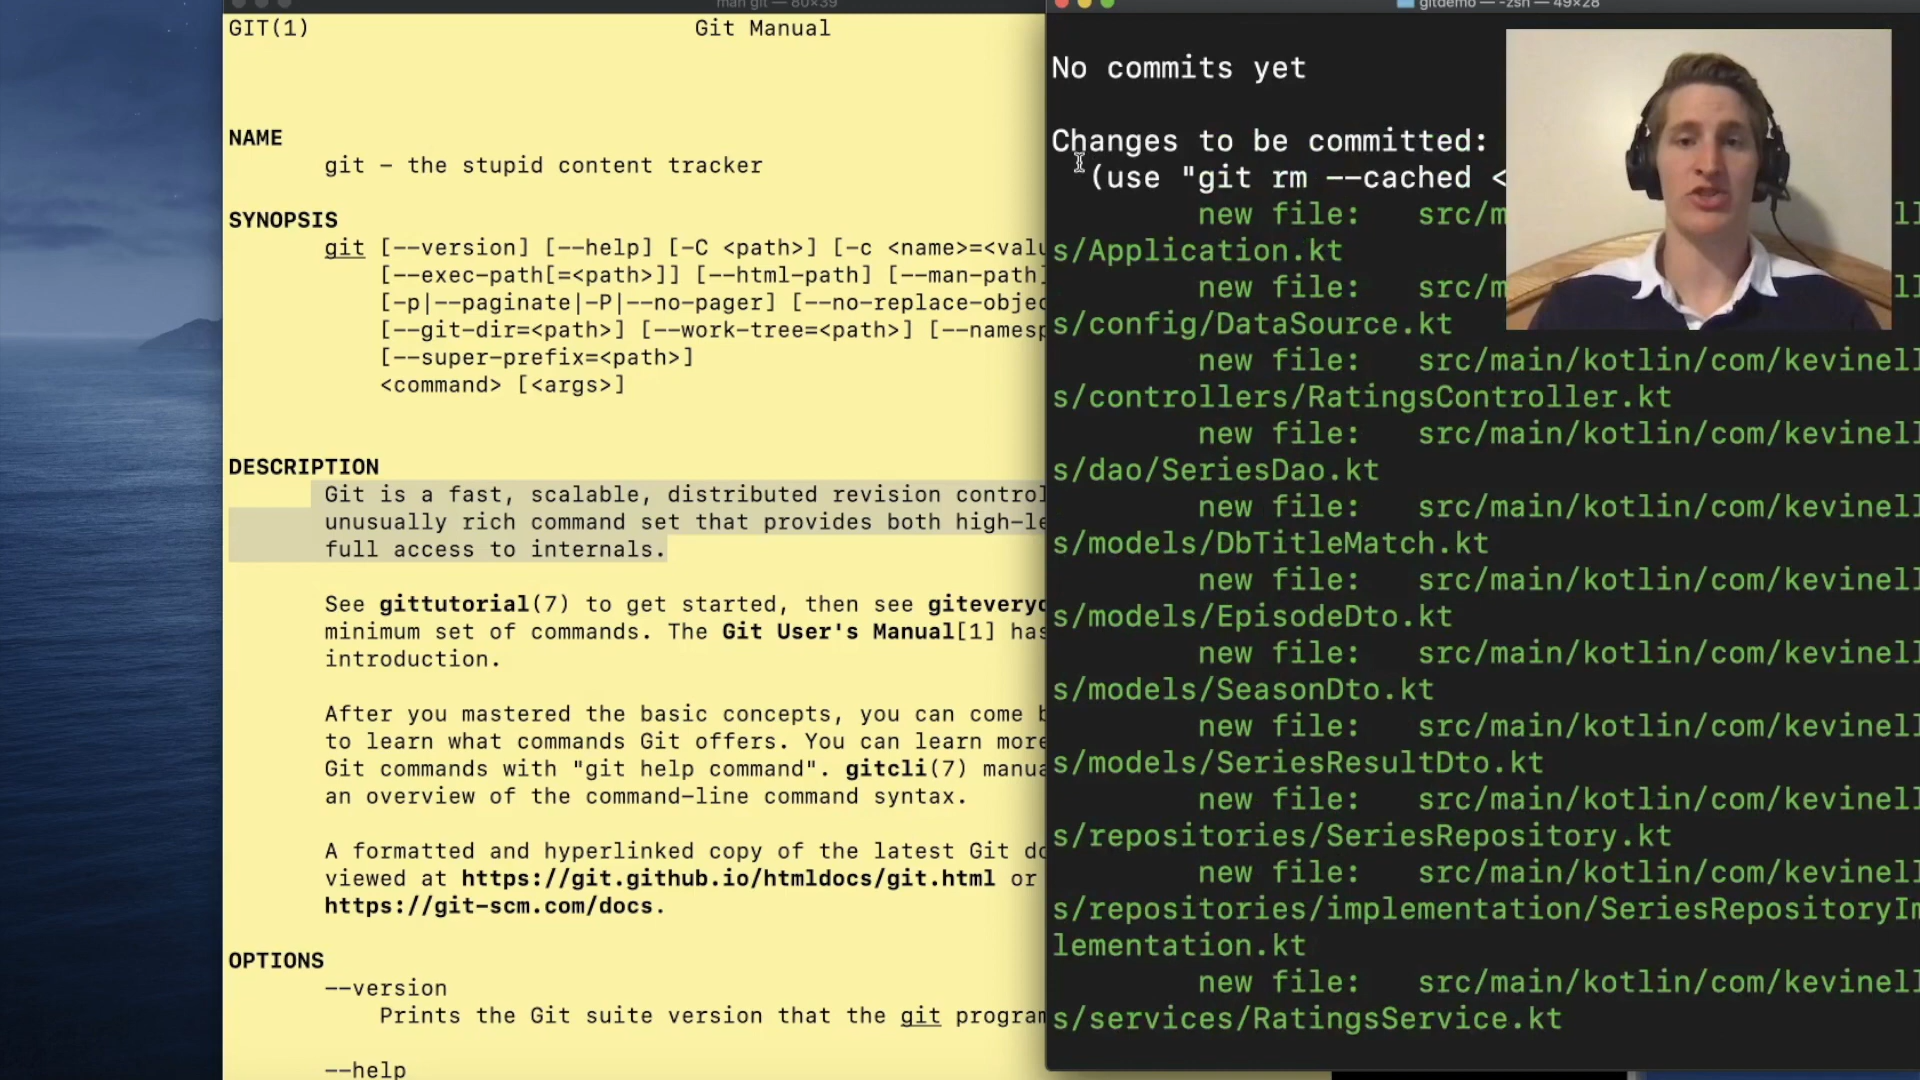 man git — 80×39
GIT(1) Git Manual
NAME
git - the stupid content tracker
SYNOPSIS
git [--version] [--help] [-C <path>] [-c <name>=<valu
[--exec-path[=<path>]] [--html-path] [--man-path]
[-p|--paginate|-P|--no-pager] [--no-replace-objec
[--git-dir=<path>] [--work-tree=<path>] [--namesp
[--super-prefix=<path>]
<command> [<args>]
DESCRIPTION
Git is a fast, scalable, distributed revision control
unusually rich command set that provides both high-le
full access to internals.
See gittutorial(7) to get started, then see giteveryd
minimum set of commands. The Git User's Manual[1] has
introduction.
After you mastered the basic concepts, you can come b
to learn what commands Git offers. You can learn more
Git commands with "git help command". gitcli(7) manua
an overview of the command-line command syntax.
A formatted and hyperlinked copy of the latest Git do
viewed at https://git.github.io/htmldocs/git.html or
https://git-scm.com/docs.
OPTIONS
--version
Prints the Git suite version that the git program
--help
gitdemo — -zsh — 49×28
No commits yet
Changes to be committed:
(use "git rm --cached <
new file: src/m ll
s/Application.kt
new file: src/m ll
s/config/DataSource.kt
new file: src/main/kotlin/com/kevinell
s/controllers/RatingsController.kt
new file: src/main/kotlin/com/kevinell
s/dao/SeriesDao.kt
new file: src/main/kotlin/com/kevinell
s/models/DbTitleMatch.kt
new file: src/main/kotlin/com/kevinell
s/models/EpisodeDto.kt
new file: src/main/kotlin/com/kevinell
s/models/SeasonDto.kt
new file: src/main/kotlin/com/kevinell
s/models/SeriesResultDto.kt
new file: src/main/kotlin/com/kevinell
s/repositories/SeriesRepository.kt
new file: src/main/kotlin/com/kevinell
s/repositories/implementation/SeriesRepositoryIm
lementation.kt
new file: src/main/kotlin/com/kevinell
s/services/RatingsService.kt